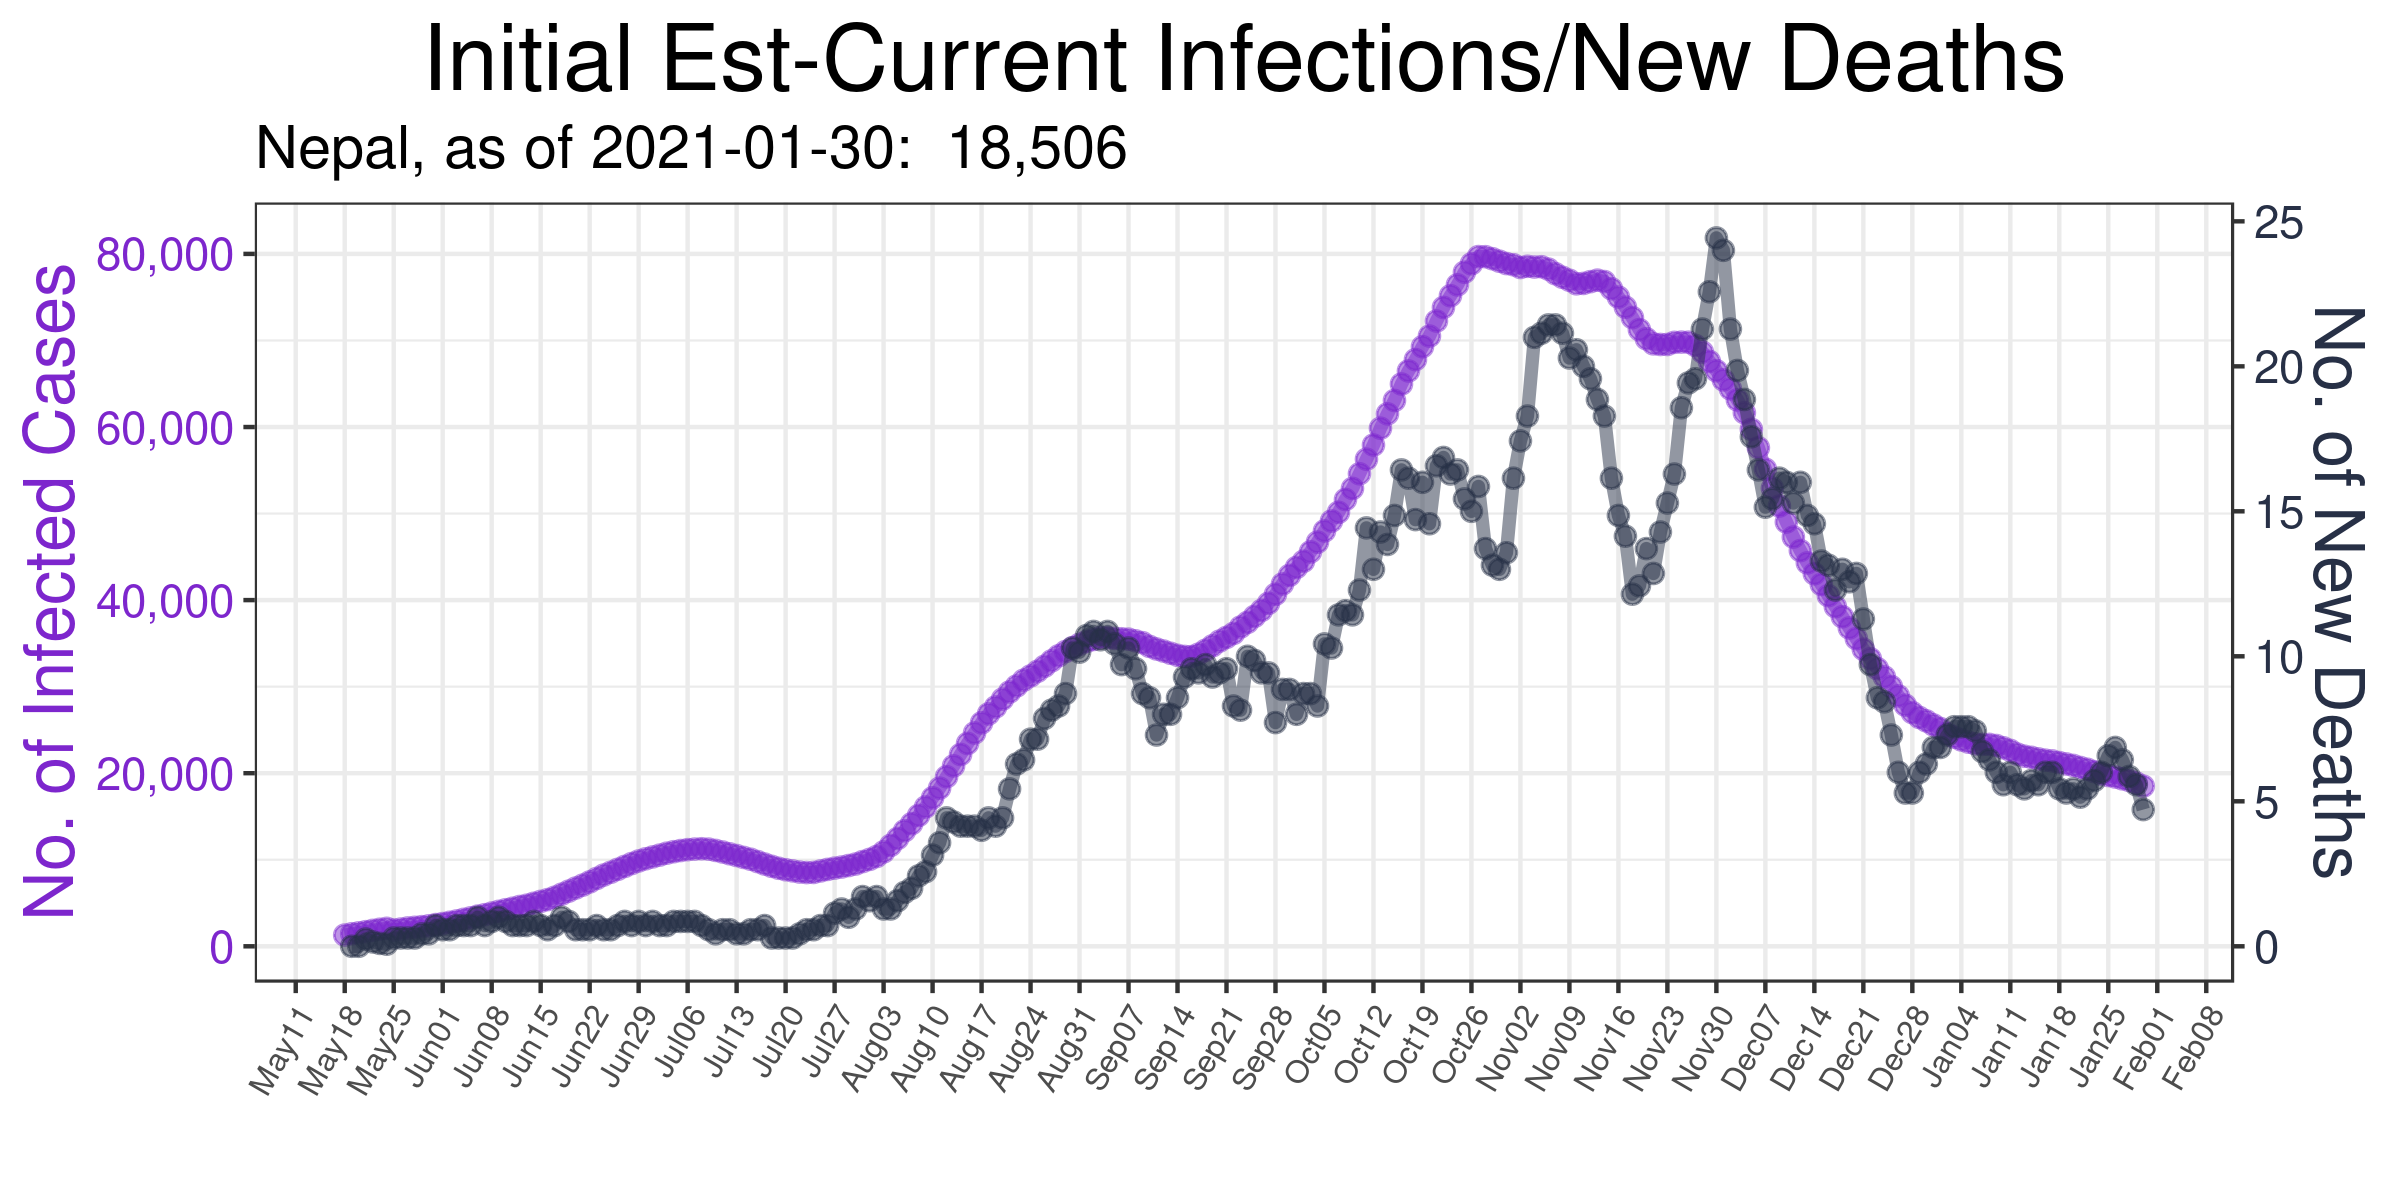 Initial Est-Current Infections/New Deaths
Nepal, as of 2021-01-30:  18,506
No. of Infected Cases
80,000
60,000
40,000
20,000
0
25
20
15
10
5
0
No. of New Deaths
May11
May18
May25
Jun01
Jun08
Jun15
Jun22
Jun29
Jul06
Jul13
Jul20
Jul27
Aug03
Aug10
Aug17
Aug24
Aug31
Sep07
Sep14
Sep21
Sep28
Oct05
Oct12
Oct19
Oct26
Nov02
Nov09
Nov16
Nov23
Nov30
Dec07
Dec14
Dec21
Dec28
Jan04
Jan11
Jan18
Jan25
Feb01
Feb08